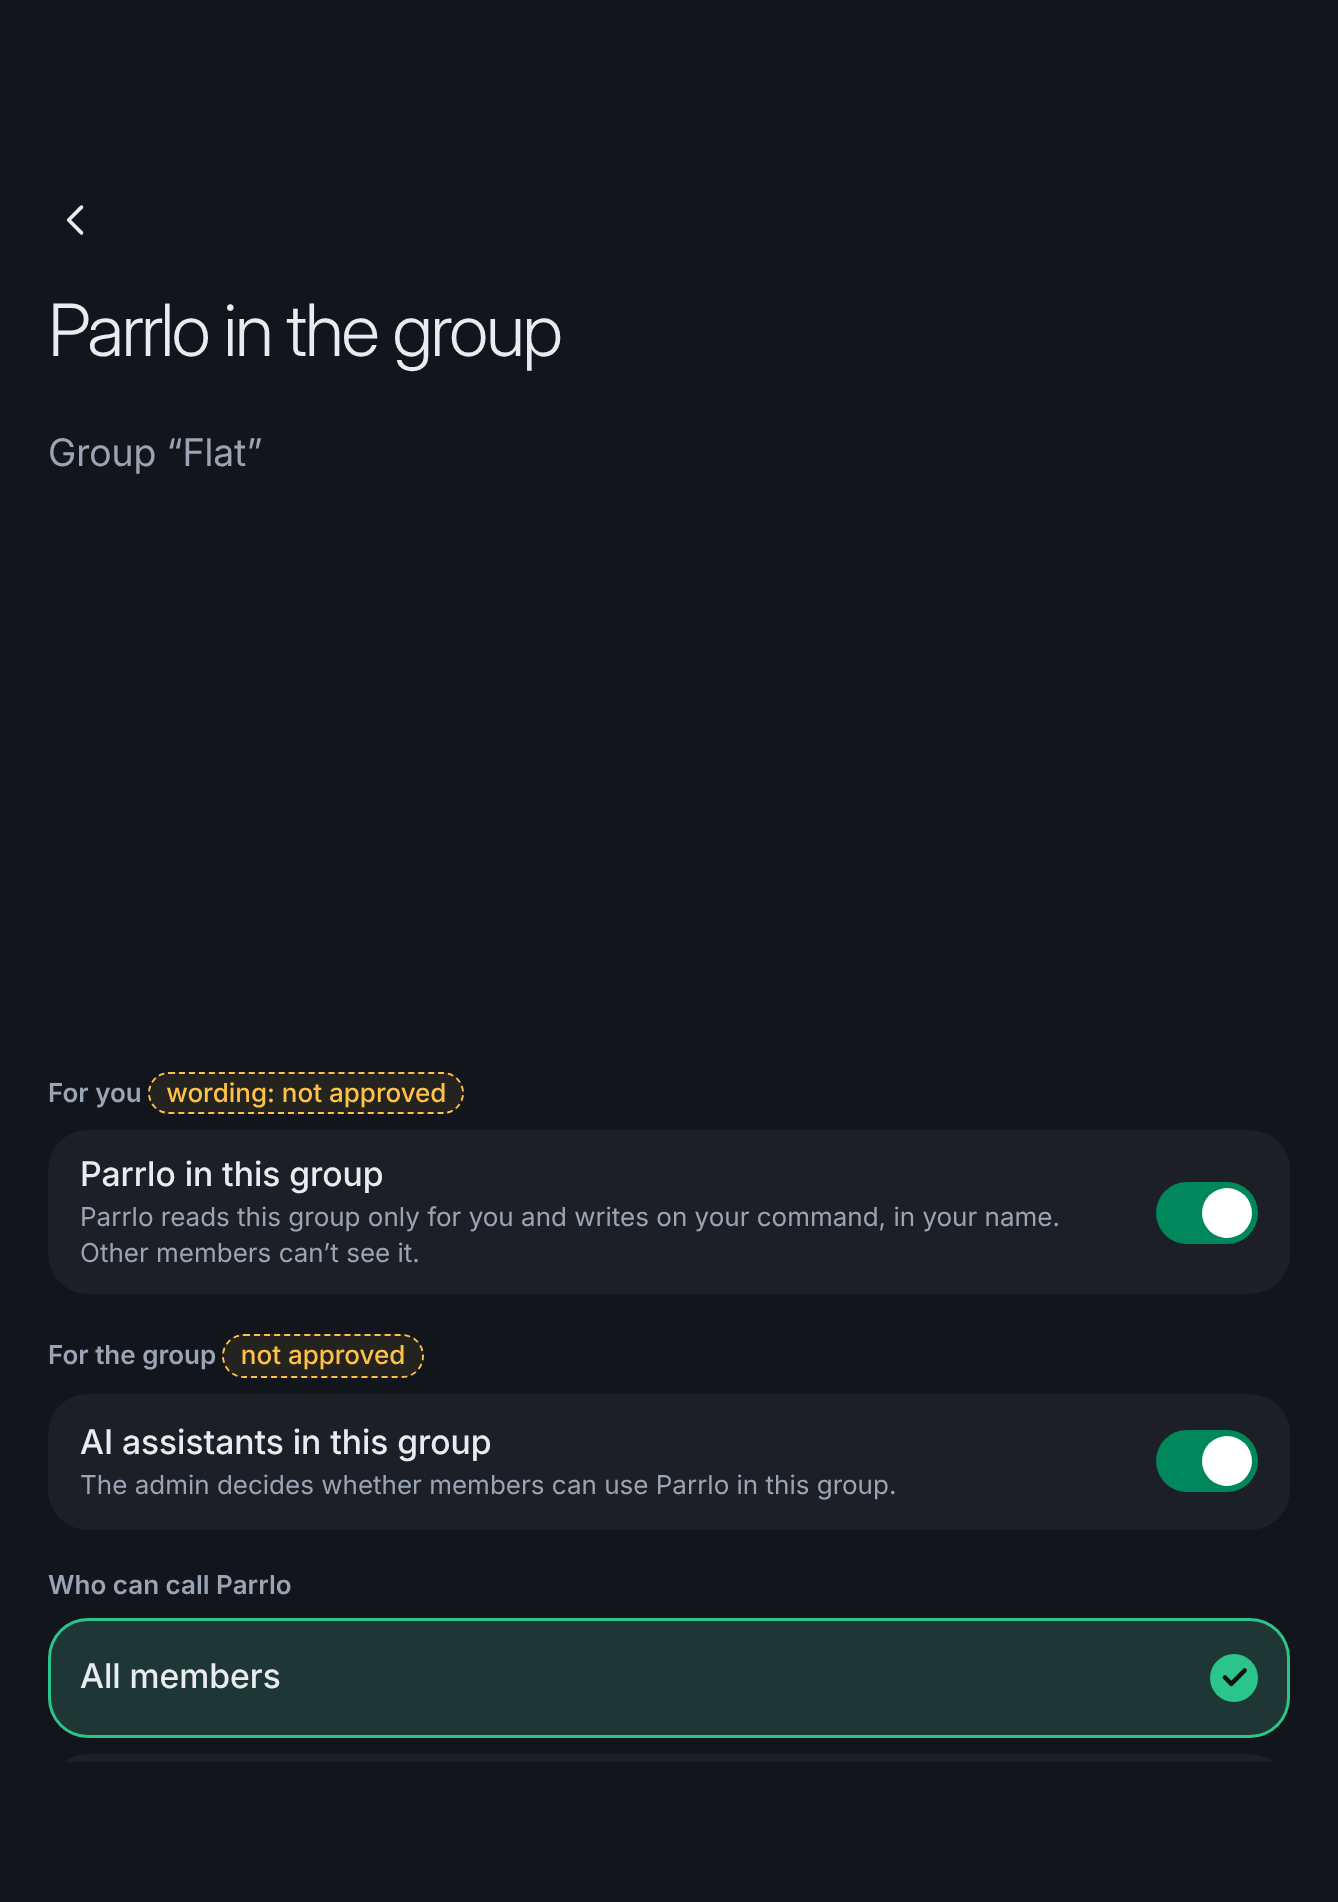 Parrlo in the group
Group “Flat”
For you wording: not approved
Parrlo in this group
Parrlo reads this group only for you and writes on your command, in your name.
Other members can’t see it.
For the group not approved
AI assistants in this group
The admin decides whether members can use Parrlo in this group.
Who can call Parrlo
All members